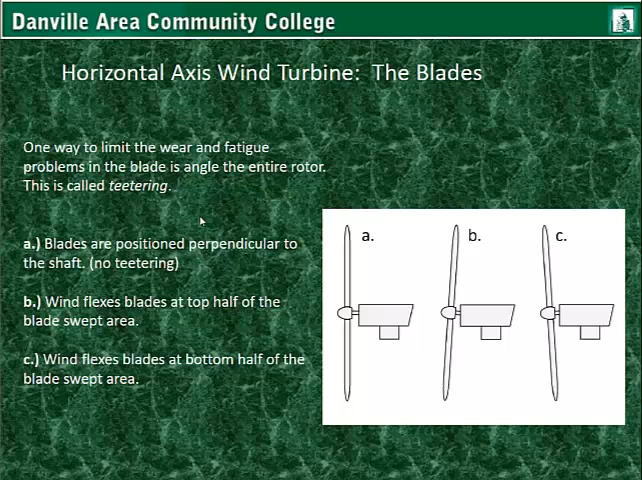 Danville Area Community College
Horizontal Axis Wind Turbine: The Blades
One way to limit the wear and fatigue
problems in the blade is angle the entire rotor.
This is called teetering.
a.) Blades are positioned perpendicular to
the shaft. (no teetering)
b.) Wind flexes blades at top half of the
blade swept area.
c.) Wind flexes blades at bottom half of the
blade swept area.
a. b. c.